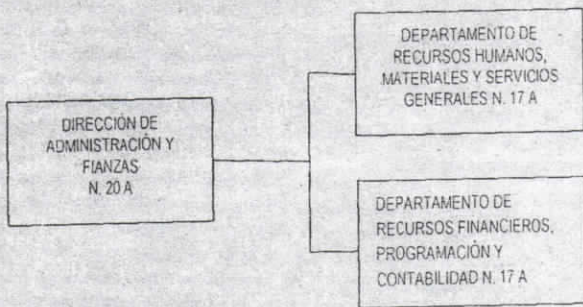 DEPARTAMENTO DE
RECURSOS HUMANOS,
MATERIALES Y SERVICIOS
GENERALES N. 17 A
DIRECCIÓN DE
ADMINISTRACIÓN Y
FIANZAS
N. 20 A
DEPARTAMENTO DE
RECURSOS FINANCIEROS,
PROGRAMACIÓN Y
CONTABILIDAD N. 17 A